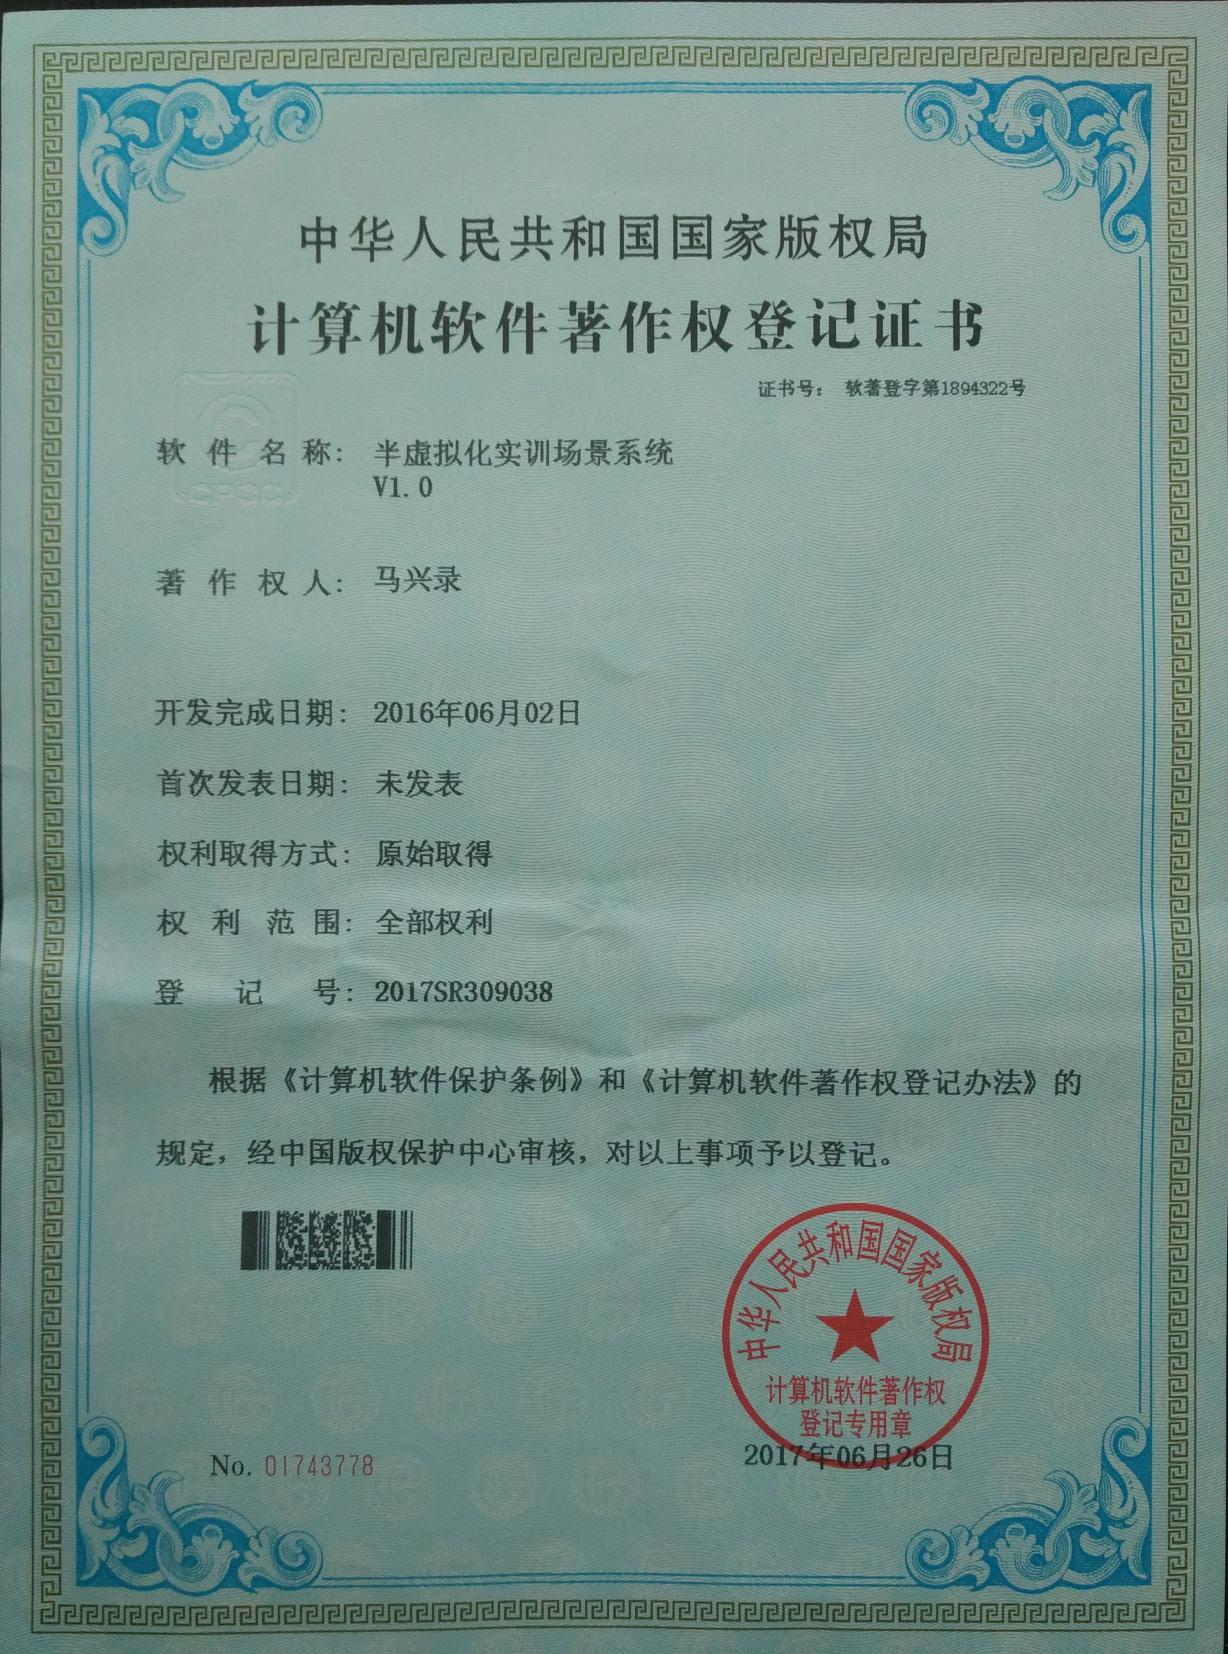 中华人民共和国国家版权局
计算机软件著作权登记证书
证书号： 软著登字第1894322号
软件名称： 半虚拟化实训场景系统
V1.0
著作权人： 马兴录
开发完成日期： 2016年06月02日
首次发表日期： 未发表
权利取得方式： 原始取得
权利范围： 全部权利
登记号： 2017SR309038
根据《计算机软件保护条例》和《计算机软件著作权登记办法》的
规定，经中国版权保护中心审核，对以上事项予以登记。
中华人民共和国国家版权局
计算机软件著作权
登记专用章
No. 01743778
2017年06月26日
CPCC